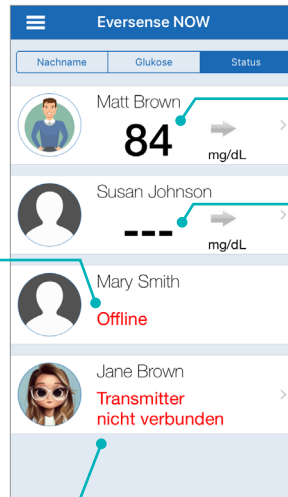 Eversense NOW
Nachname Glukose Status
Matt Brown
84
mg/dL
Susan Johnson
---
mg/dL
Mary Smith
Offline
Jane Brown
Transmitter
nicht verbunden